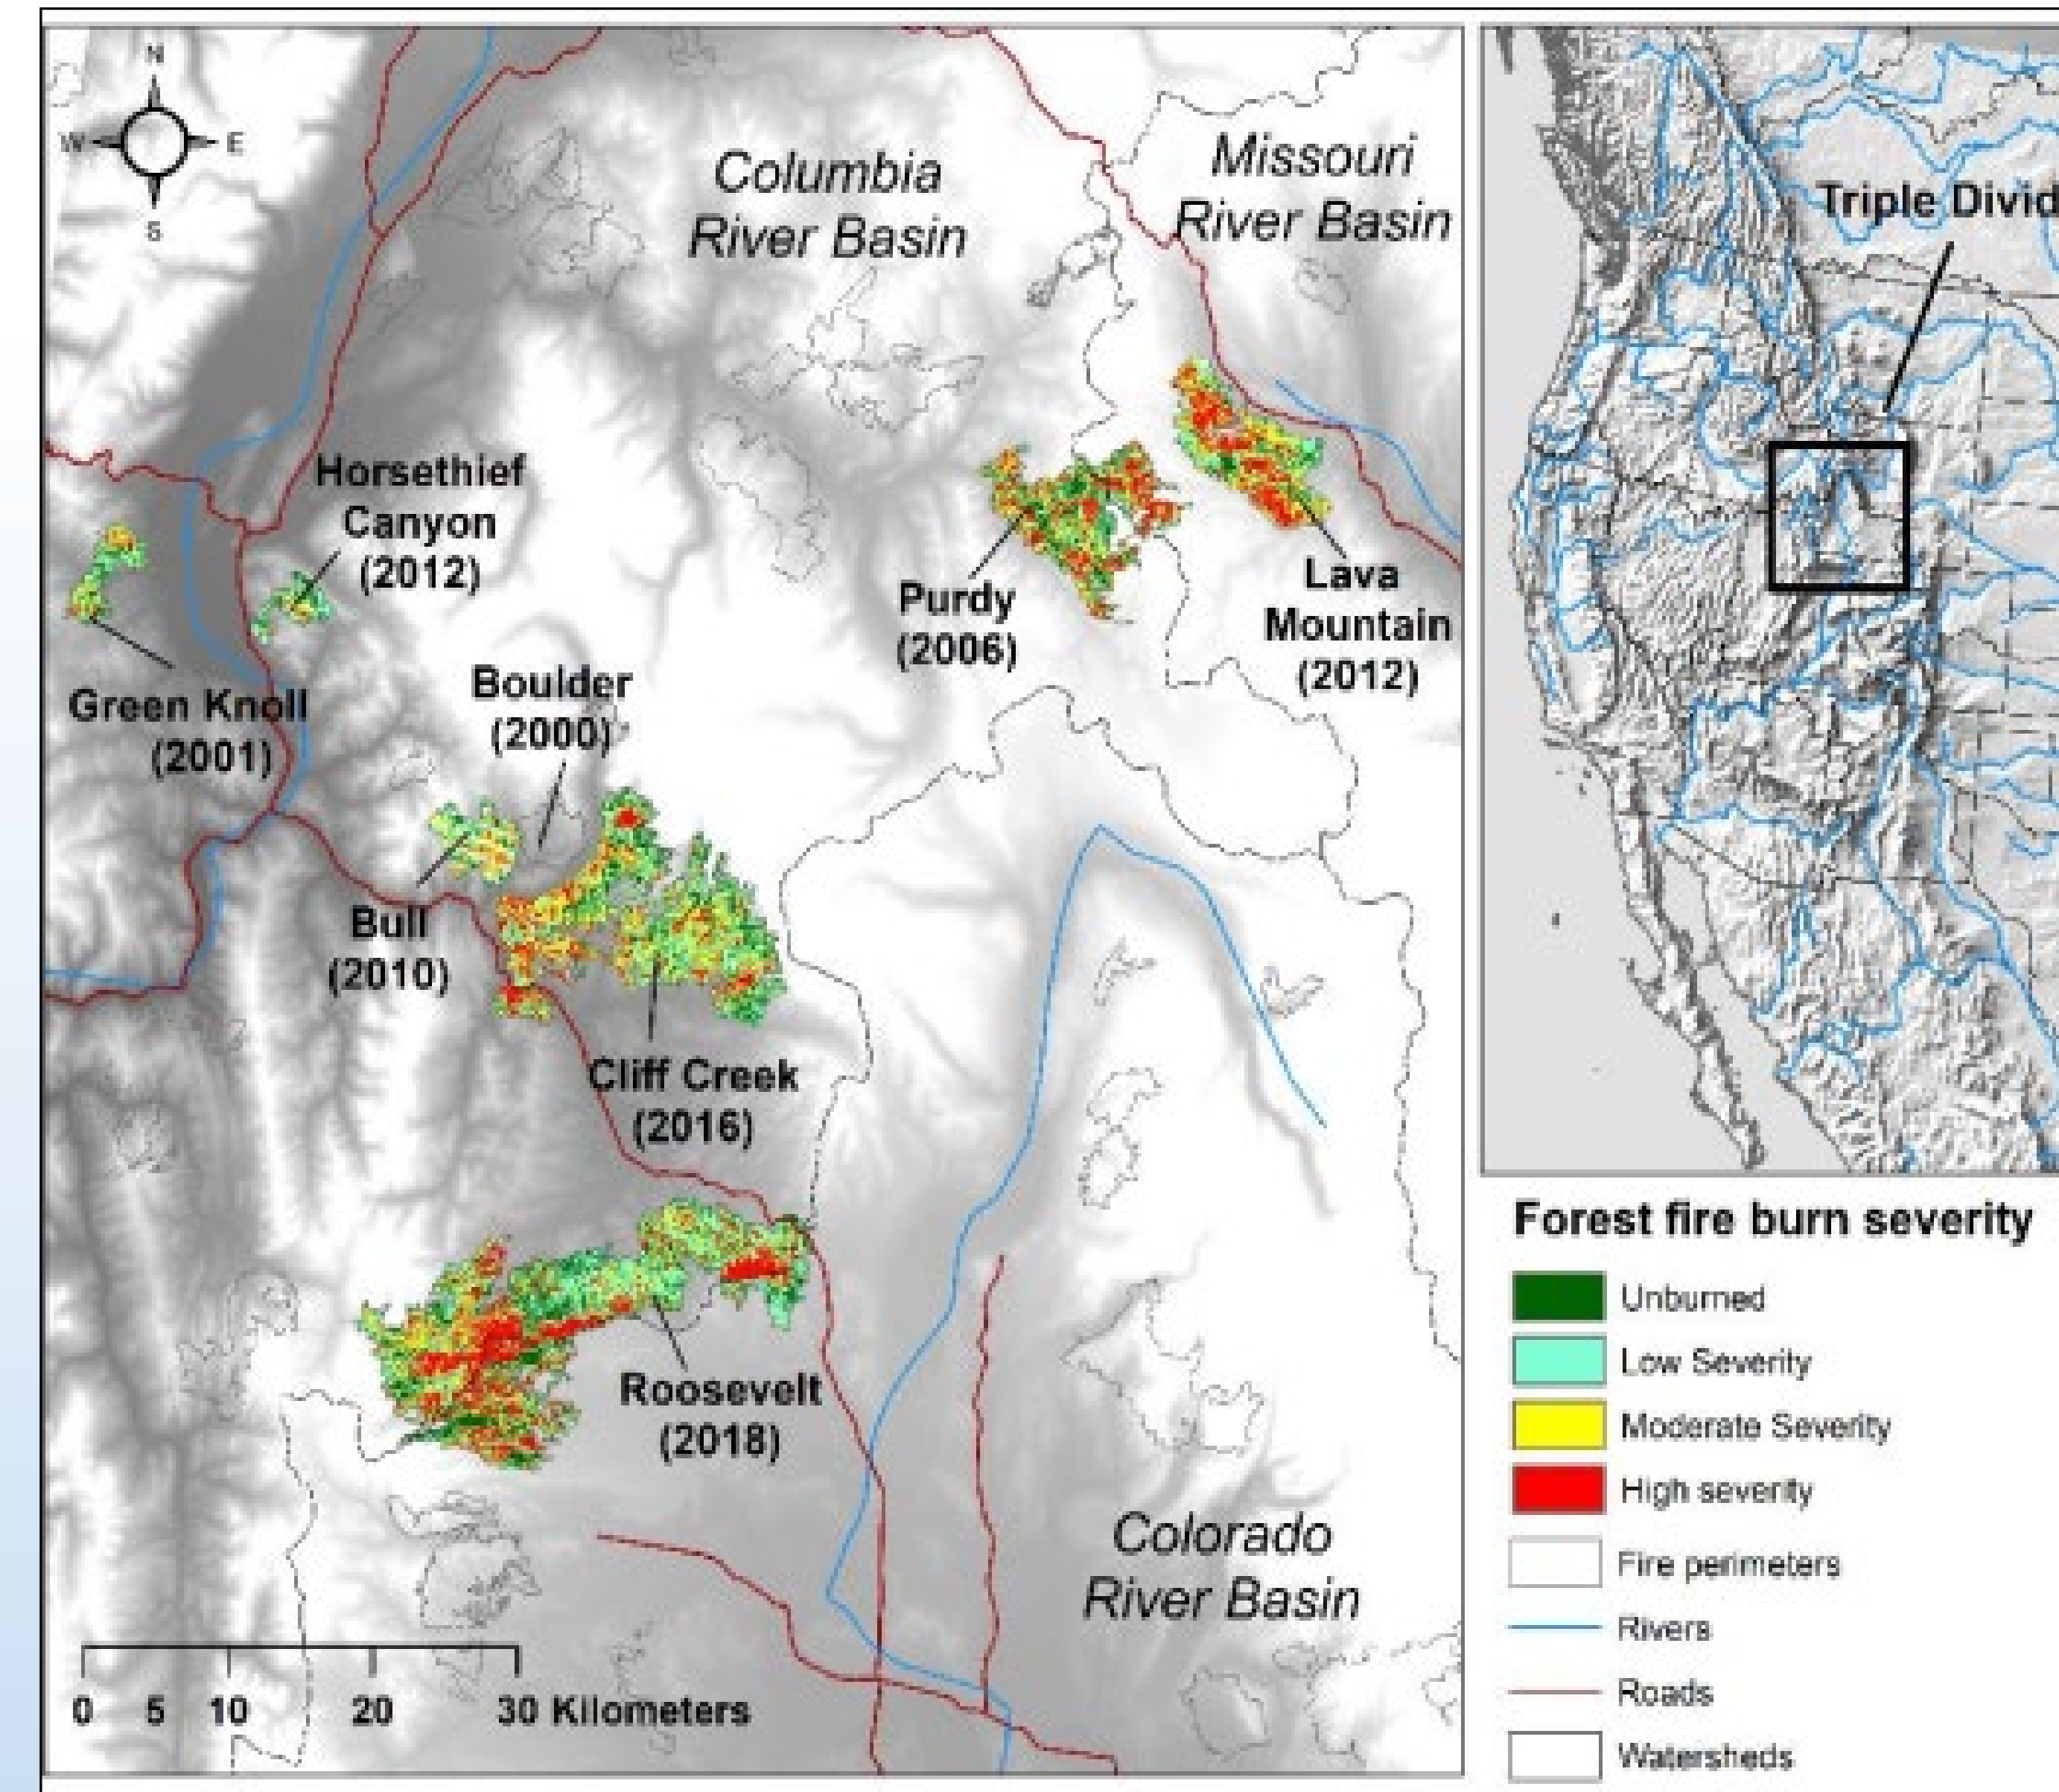 N
W E
S
Columbia
River Basin
Missouri
River Basin
Horsethief
Canyon
(2012)
Green Knoll
(2001)
Boulder
(2000)
Purdy
(2006)
Lava
Mountain
(2012)
Bull
(2010)
Cliff Creek
(2016)
Roosevelt
(2018)
Colorado
River Basin
0 5 10 20 30 Kilometers
Triple Divid
Forest fire burn severity
Unburned
Low Severity
Moderate Severity
High severity
Fire perimeters
Rivers
Roads
Watersheds